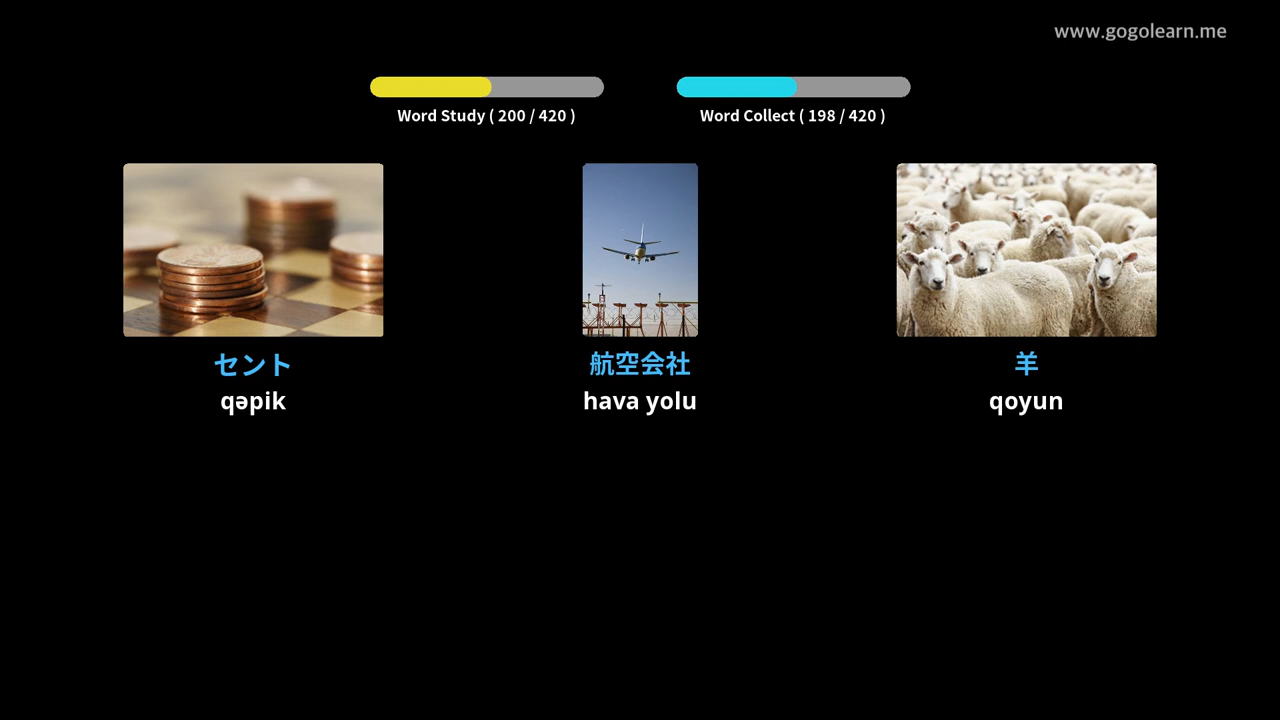 www.gogolearn.me
Word Study ( 200 / 420 )
Word Collect ( 198 / 420 )
セント
qəpik
航空会社
hava yolu
羊
qoyun